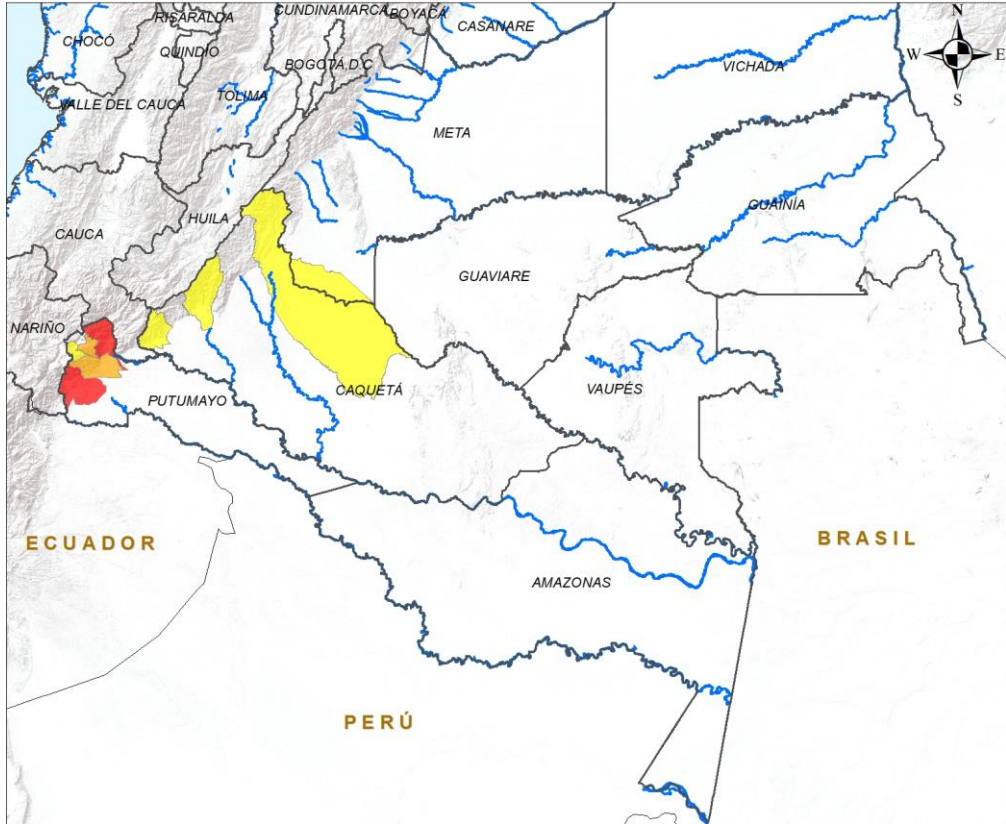 CUNDINAMARCA
BOYACÁ
RISARALDA
CASANARE
N
CHOCÓ
QUINDÍO
BOGOTÁ D.C
W
E
VICHADA
VALLE DEL CAUCA
TOLIMA
S
META
GUAINÍA
HUILA
CAUCA
GUAVIARE
NARIÑO
CAQUETÁ
VAUPÉS
PUTUMAYO
ECUADOR
BRASIL
AMAZONAS
PERÚ